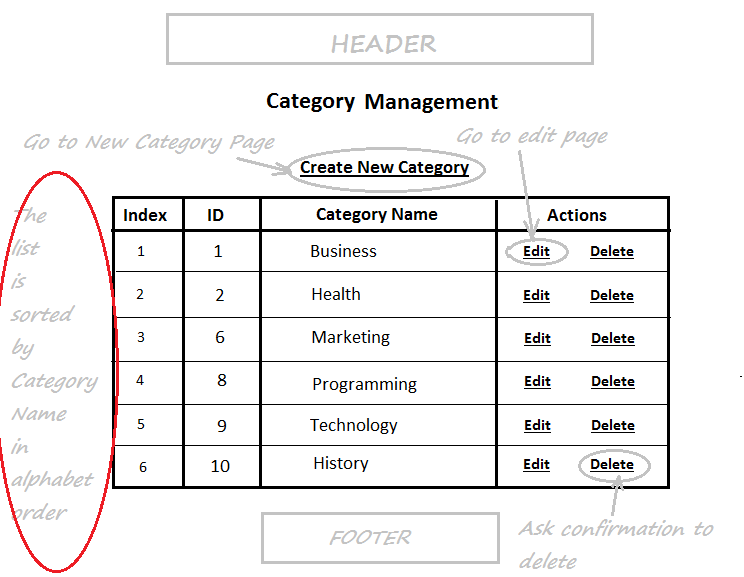 HEADER
Category Management
Go to New Category Page
Go to edit page
Create New Category
The
list
is
sorted
by
Category
Name
in
alphabet
order
Index ID Category Name Actions
1 1 Business Edit Delete
2 2 Health Edit Delete
3 6 Marketing Edit Delete
4 8 Programming Edit Delete
5 9 Technology Edit Delete
6 10 History Edit Delete
FOOTER
Ask confirmation to
delete